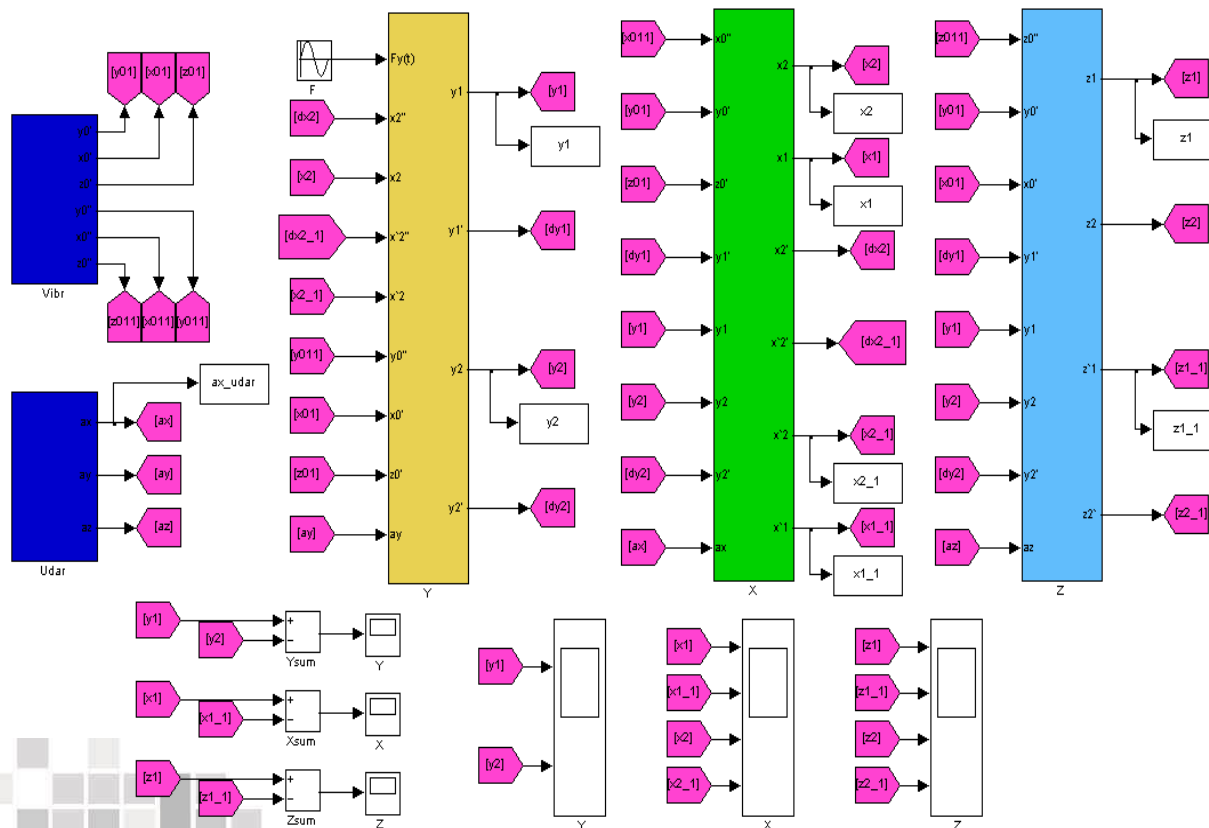 [y01] [x01] [z01]
y0'
x0'
z0'
y0''
x0''
z0''
Vibr
[z011] [x011] [y011]
ax_udar
ax
[ax]
ay
[ay]
az
[az]
Udar
F
[dx2]
[x2]
[dx2_1]
[x2_1]
[y011]
[x01]
[z01]
[ay]
Fy(t)
x2''
x2
x`2''
x`2
y0''
x0'
z0'
ay
y1
y1'
y2
y2'
Y
[y1]
y1
[dy1]
[y2]
y2
[dy2]
[x011]
[y01]
[z01]
[dy1]
[y1]
[y2]
[dy2]
[ax]
x0''
y0'
z0'
y1'
y1
y2
y2'
ax
x2
x1
x2'
x`2'
x`2
x`1
X
[x2]
x2
[x1]
x1
[dx2]
[dx2_1]
[x2_1]
x2_1
[x1_1]
x1_1
[z011]
[y01]
[x01]
[dy1]
[y1]
[y2]
[dy2]
[az]
z0''
y0'
x0'
y1'
y1
y2
y2'
az
z1
z2
z`1
z2`
Z
[z1]
z1
[z2]
[z1_1]
z1_1
[z2_1]
[y1]
[y2]
+
−
Ysum
Y
[x1]
[x1_1]
+
−
Xsum
X
[z1]
[z1_1]
+
−
Zsum
Z
[y1]
[y2]
Y
[x1]
[x1_1]
[x2]
[x2_1]
X
[z1]
[z1_1]
[z2]
[z2_1]
Z